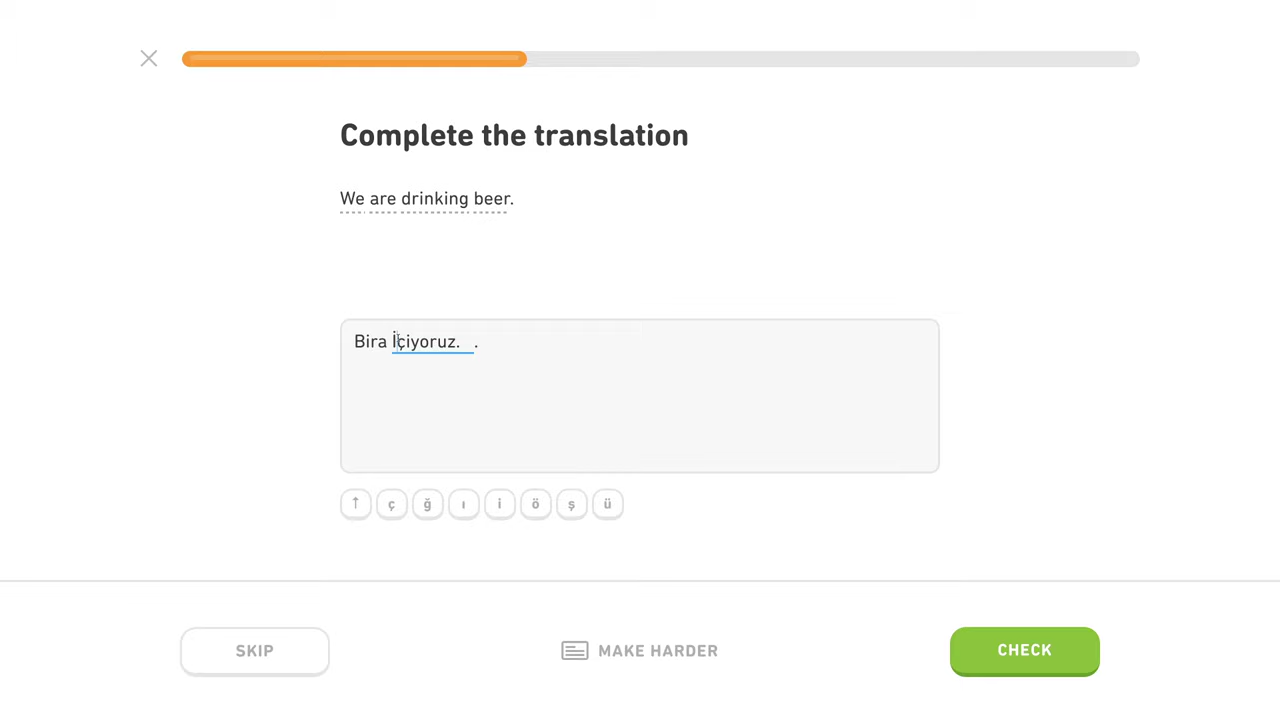 Complete the translation
We are drinking beer.
Bira İçiyoruz. .
↑ ç ğ ı i ö ş ü
SKIP
MAKE HARDER
CHECK